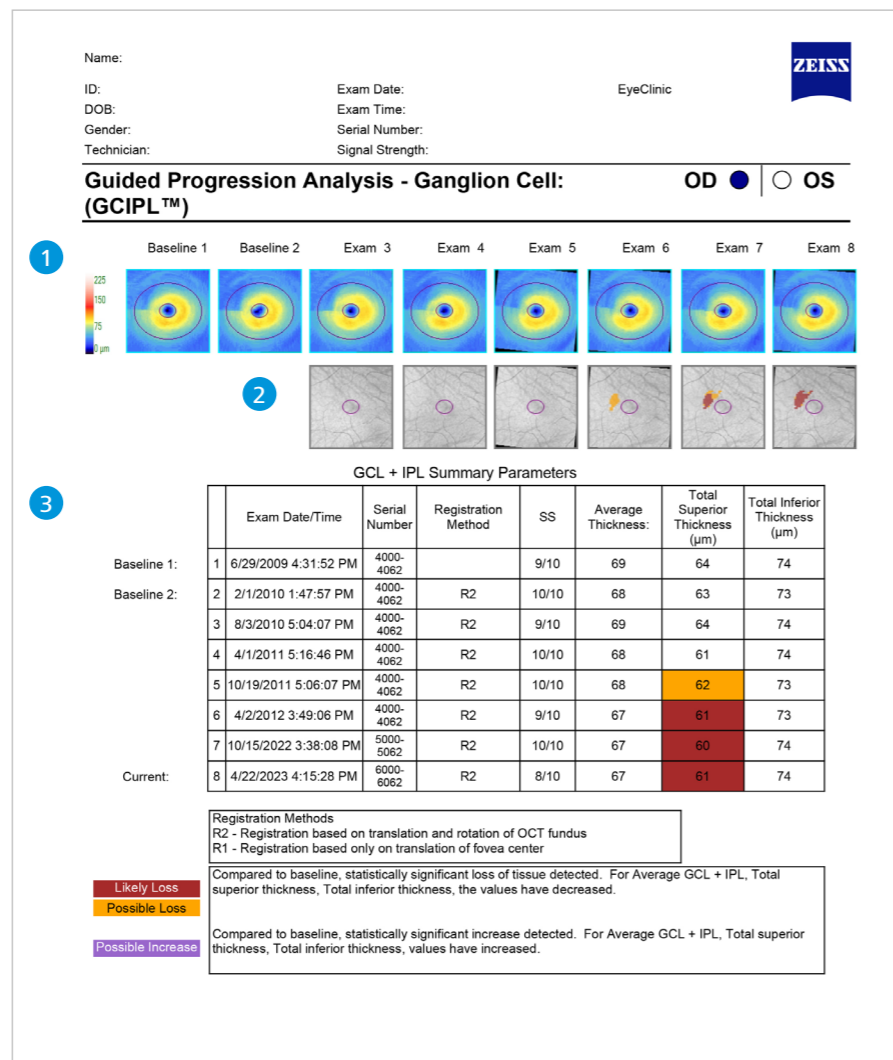 Name:
ZEISS
ID: Exam Date: EyeClinic
DOB: Exam Time:
Gender: Serial Number:
Technician: Signal Strength:
Guided Progression Analysis - Ganglion Cell: OD OS
(GCIPL™)
1
Baseline 1 Baseline 2 Exam 3 Exam 4 Exam 5 Exam 6 Exam 7 Exam 8
225
150
75
0 µm
2
GCL + IPL Summary Parameters
3
Exam Date/Time Serial Number Registration Method SS Average Thickness: Total Superior Thickness (µm) Total Inferior Thickness (µm)
Baseline 1: 1 6/29/2009 4:31:52 PM 4000-4062 9/10 69 64 74
Baseline 2: 2 2/1/2010 1:47:57 PM 4000-4062 R2 10/10 68 63 73
3 8/3/2010 5:04:07 PM 4000-4062 R2 9/10 69 64 74
4 4/1/2011 5:16:46 PM 4000-4062 R2 10/10 68 61 74
5 10/19/2011 5:06:07 PM 4000-4062 R2 10/10 68 62 73
6 4/2/2012 3:49:06 PM 4000-4062 R2 9/10 67 61 73
7 10/15/2022 3:38:08 PM 5000-5062 R2 10/10 67 60 74
Current: 8 4/22/2023 4:15:28 PM 6000-6062 R2 8/10 67 61 74
Registration Methods
R2 - Registration based on translation and rotation of OCT fundus
R1 - Registration based only on translation of fovea center
Likely Loss
Possible Loss
Compared to baseline, statistically significant loss of tissue detected. For Average GCL + IPL, Total
superior thickness, Total inferior thickness, the values have decreased.
Possible Increase
Compared to baseline, statistically significant increase detected. For Average GCL + IPL, Total superior
thickness, Total inferior thickness, values have increased.